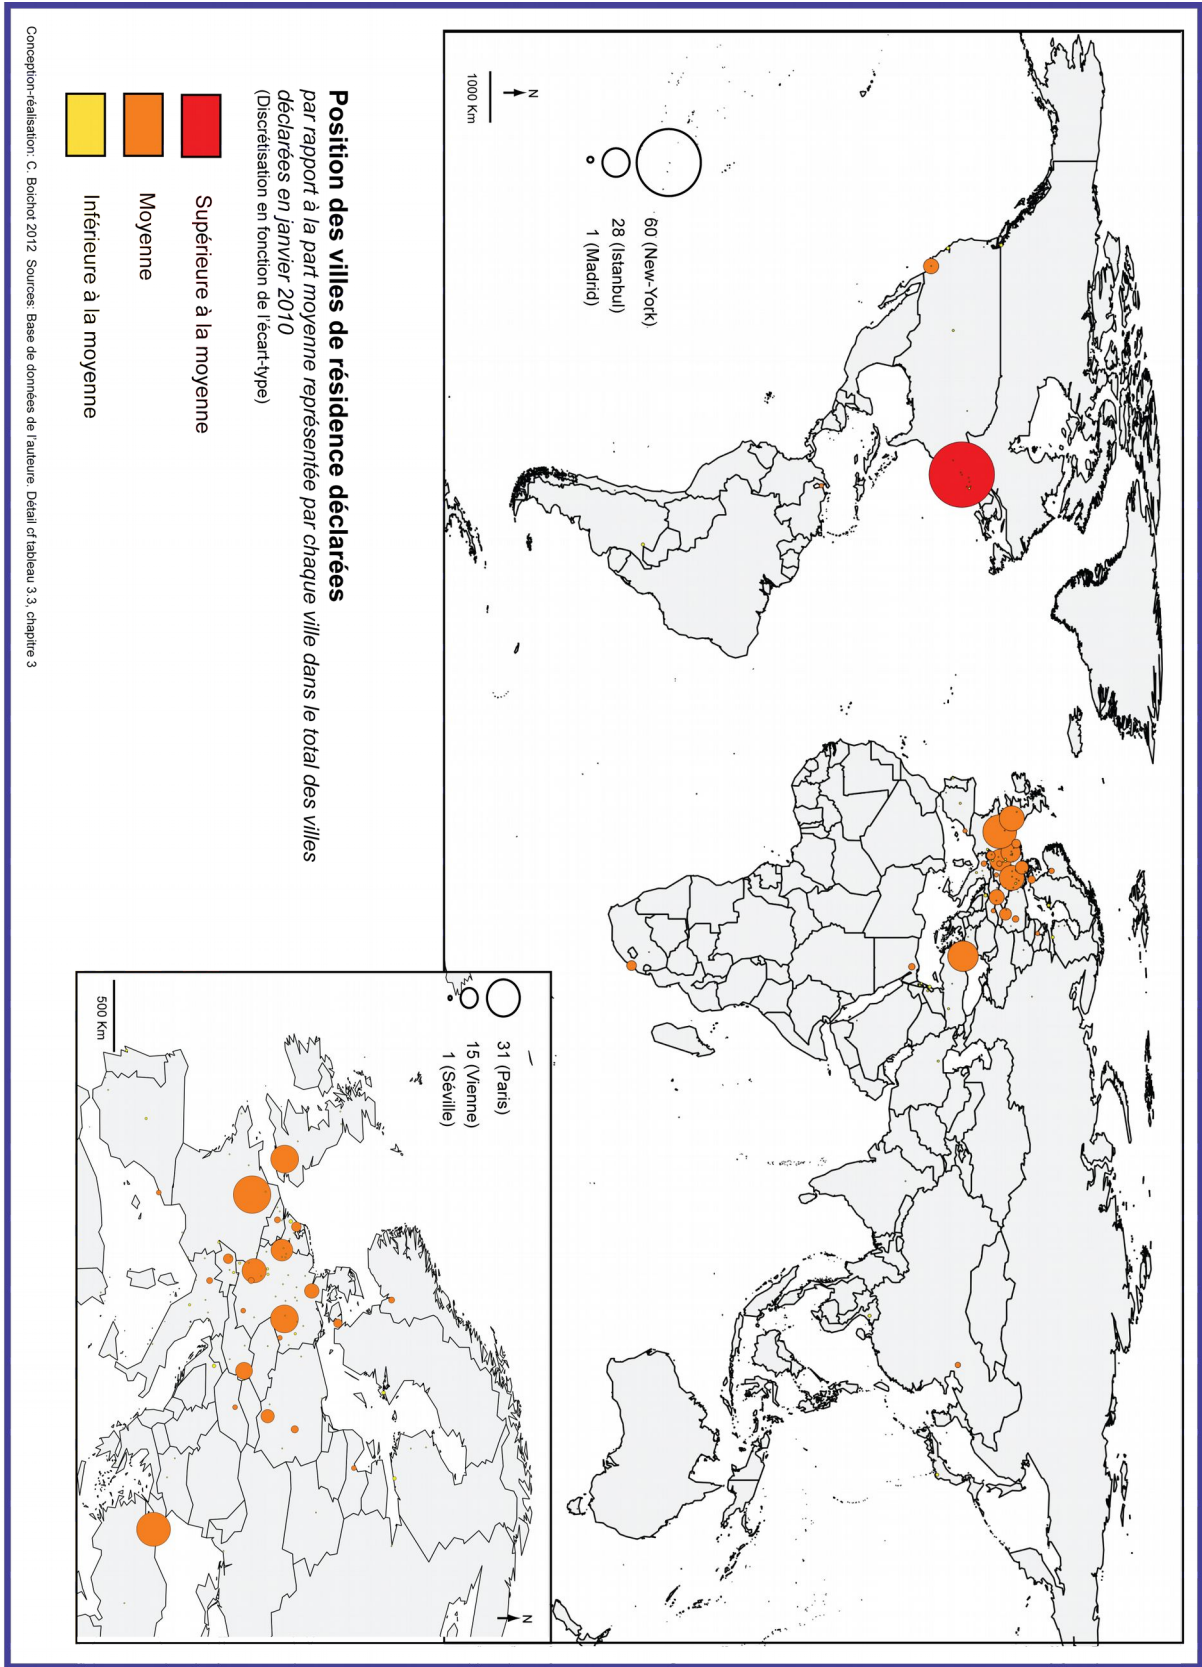 N
1000 Km
60 (New-York)
28 (Istanbul)
1 (Madrid)
31 (Paris)
15 (Vienne)
1 (Séville)
500 Km
N
Position des villes de résidence déclarées
par rapport à la part moyenne représentée par chaque ville dans le total des villes
déclarées en janvier 2010
(Discrétisation en fonction de l'écart-type)
Supérieure à la moyenne
Moyenne
Inférieure à la moyenne
Conception-réalisation: C. Boichot 2012 Sources: Base de données de l'auteure. Détail cf tableau 3.3, chapitre 3